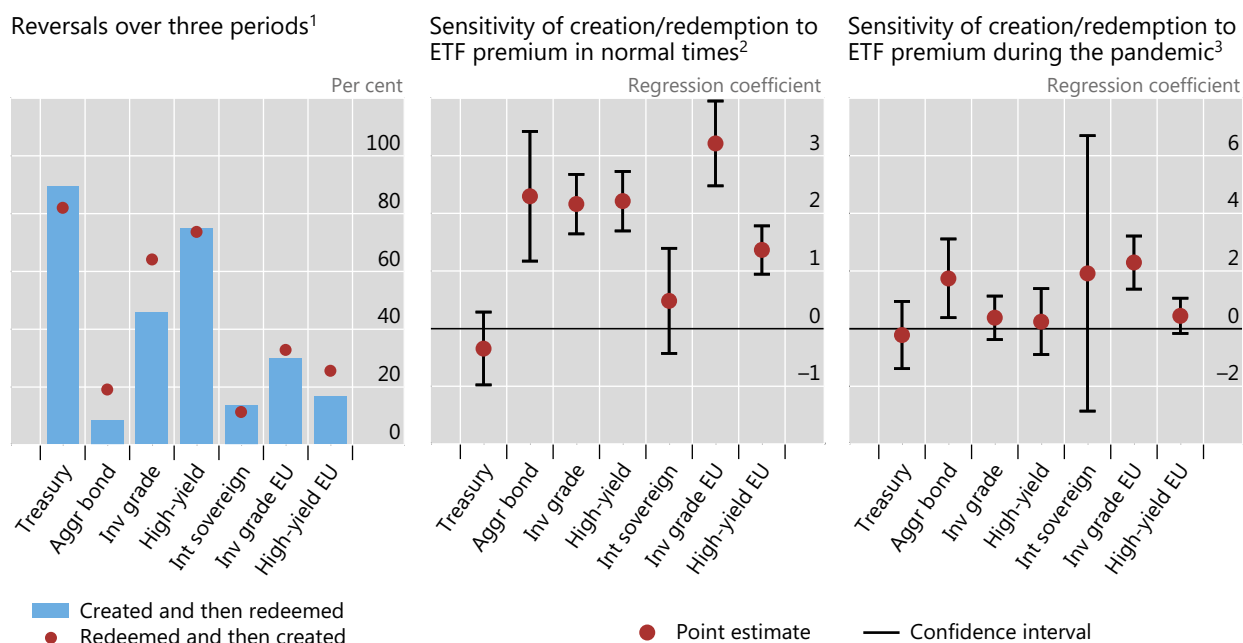 Reversals over three periods¹
Per cent
100
80
60
40
20
0
Treasury
Aggr bond
Inv grade
High-yield
Int sovereign
Inv grade EU
High-yield EU
Created and then redeemed
Redeemed and then created
Sensitivity of creation/redemption to
ETF premium in normal times²
Regression coefficient
3
2
1
0
–1
Treasury
Aggr bond
Inv grade
High-yield
Int sovereign
Inv grade EU
High-yield EU
Sensitivity of creation/redemption to
ETF premium during the pandemic³
Regression coefficient
6
4
2
0
–2
Treasury
Aggr bond
Inv grade
High-yield
Int sovereign
Inv grade EU
High-yield EU
Point estimate
Confidence interval